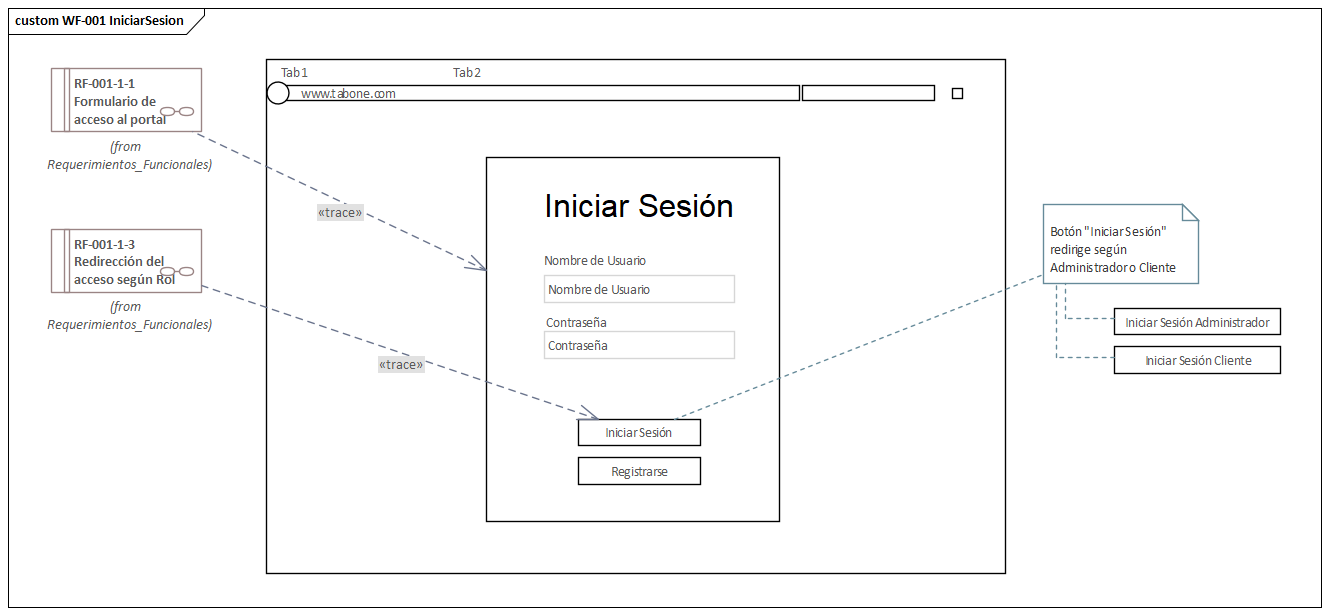 custom WF-001 IniciarSesion
RF-001-1-1
Formulario de
acceso al portal
(from
Requerimientos_Funcionales)
«trace»
RF-001-1-3
Redirección del
acceso según Rol
(from
Requerimientos_Funcionales)
«trace»
Tab1
Tab2
www.tabone.com
Iniciar Sesión
Nombre de Usuario
Nombre de Usuario
Contraseña
Contraseña
Iniciar Sesión
Registrarse
Botón "Iniciar Sesión"
redirige según
Administrador o Cliente
Iniciar Sesión Administrador
Iniciar Sesión Cliente